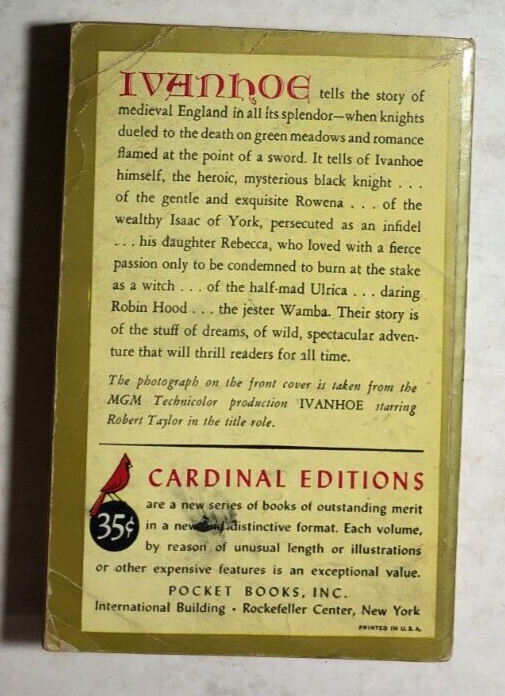 IVANHOE tells the story of
medieval England in all its splendor—when knights
dueled to the death on green meadows and romance
flamed at the point of a sword. It tells of Ivanhoe
himself, the heroic, mysterious black knight . . .
of the gentle and exquisite Rowena . . . of the
wealthy Isaac of York, persecuted as an infidel
. . . his daughter Rebecca, who loved with a fierce
passion only to be condemned to burn at the stake
as a witch . . . of the half-mad Ulrica . . . daring
Robin Hood . . . the jester Wamba. Their story is
of the stuff of dreams, of wild, spectacular adven-
ture that will thrill readers for all time.
The photograph on the front cover is taken from the
MGM Technicolor production IVANHOE starring
Robert Taylor in the title role.
CARDINAL EDITIONS
35¢
are a new series of books of outstanding merit
in a new and distinctive format. Each volume,
by reason of unusual length or illustrations
or other expensive features is an exceptional value.
POCKET BOOKS, INC.
International Building • Rockefeller Center, New York
PRINTED IN U.S.A.